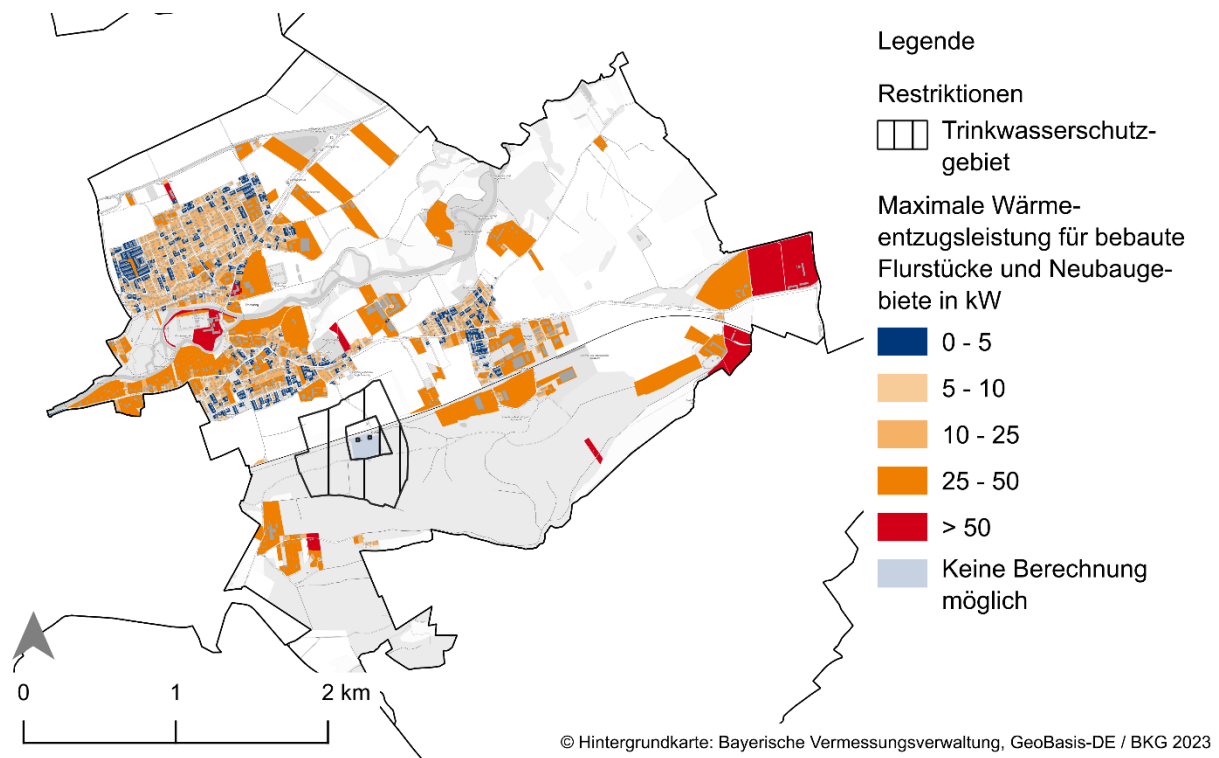 Legende
Restriktionen
Trinkwasserschutz-
gebiet
Maximale Wärme-
entzugsleistung für bebaute
Flurstücke und Neubauge-
biete in kW
0 - 5
5 - 10
10 - 25
25 - 50
> 50
Keine Berechnung
möglich
0 1 2 km
© Hintergrundkarte: Bayerische Vermessungsverwaltung, GeoBasis-DE / BKG 2023